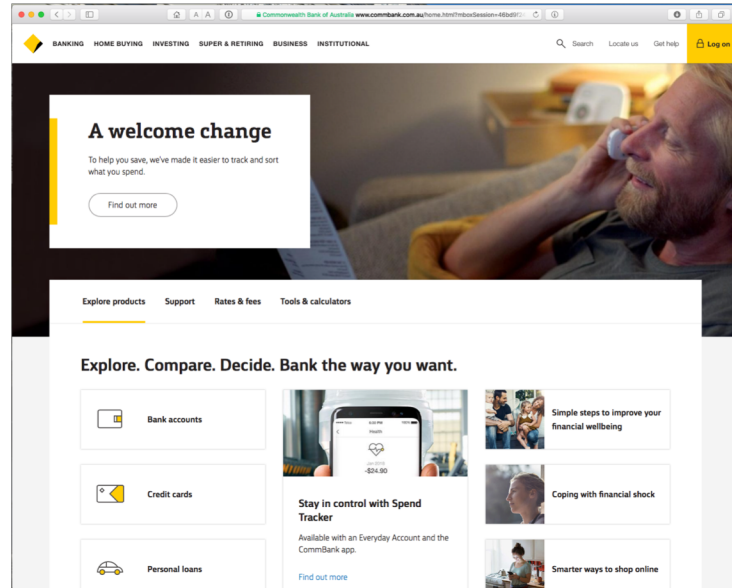 Commonwealth Bank of Australia www.commbank.com.au/home.html?mboxSession=46bd9f3
BANKING HOME BUYING INVESTING SUPER & RETIRING BUSINESS INSTITUTIONAL Search Locate us Get help Log on
A welcome change
To help you save, we've made it easier to track and sort
what you spend.
Find out more
Explore products Support Rates & fees Tools & calculators
Explore. Compare. Decide. Bank the way you want.
Bank accounts
Credit cards
Personal loans
Health
-$24.90
Stay in control with Spend
Tracker
Available with an Everyday Account and the
CommBank app.
Find out more
Simple steps to improve your
financial wellbeing
Coping with financial shock
Smarter ways to shop online